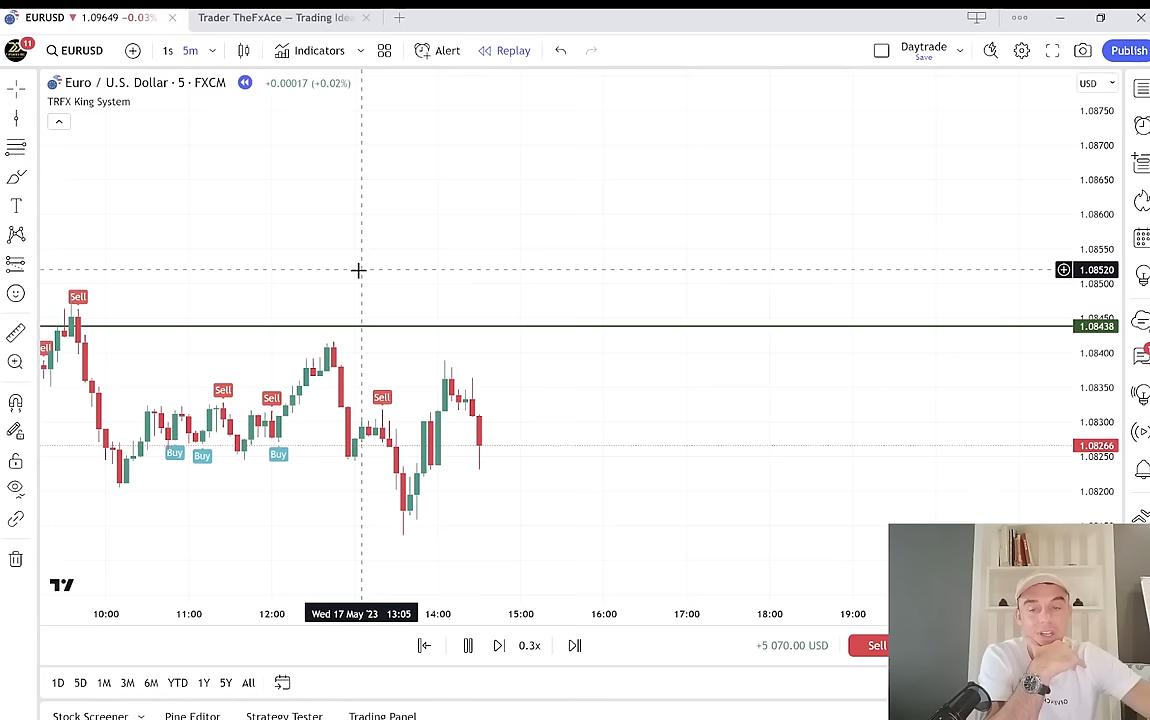 EURUSD 1.09649 -0.03%
Trader TheFxAce — Trading Idea
11
EURUSD
1s 5m
Indicators
Alert
Replay
Daytrade
Save
Publish
Euro / U.S. Dollar · 5 · FXCM
+0.00017 (+0.02%)
USD
TRFX King System
1.08750
1.08700
1.08650
1.08600
1.08550
1.08520
1.08500
1.08450
1.08438
1.08400
1.08350
1.08300
1.08266
1.08250
1.08200
Sell
ell
Sell
Sell
Sell
Buy
Buy
Buy
10:00 11:00 12:00 Wed 17 May '23 13:05 14:00 15:00 16:00 17:00 18:00 19:00
0.3x
+5 070.00 USD
Sell
1D 5D 1M 3M 6M YTD 1Y 5Y All
Stock Screener Pine Editor Strategy Tester Trading Panel